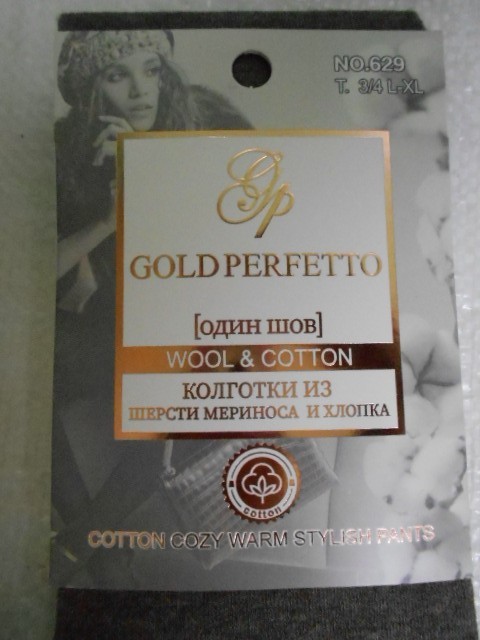 NO.629
T. 3/4 L-XL
Gp
GOLD PERFETTO
[один шов]
WOOL & COTTON
КОЛГОТКИ ИЗ
ШЕРСТИ МЕРИНОСА И ХЛОПКА
cotton
COTTON COZY WARM STYLISH PANTS